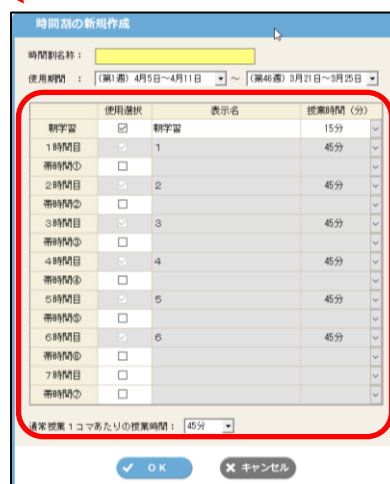 時間割の新規作成
時間割名称：
使用期間 ： （第1週）4月5日～4月11日 ～ （第46週）3月21日～3月25日
使用選択 表示名 授業時間（分）
朝学習 朝学習 15分
1時間目 1 45分
帯時間①
2時間目 2 45分
帯時間②
3時間目 3 45分
帯時間③
4時間目 4 45分
帯時間④
5時間目 5 45分
帯時間⑤
6時間目 6 45分
帯時間⑥
7時間目
帯時間⑦
通常授業1コマあたりの授業時間： 45分
OK キャンセル